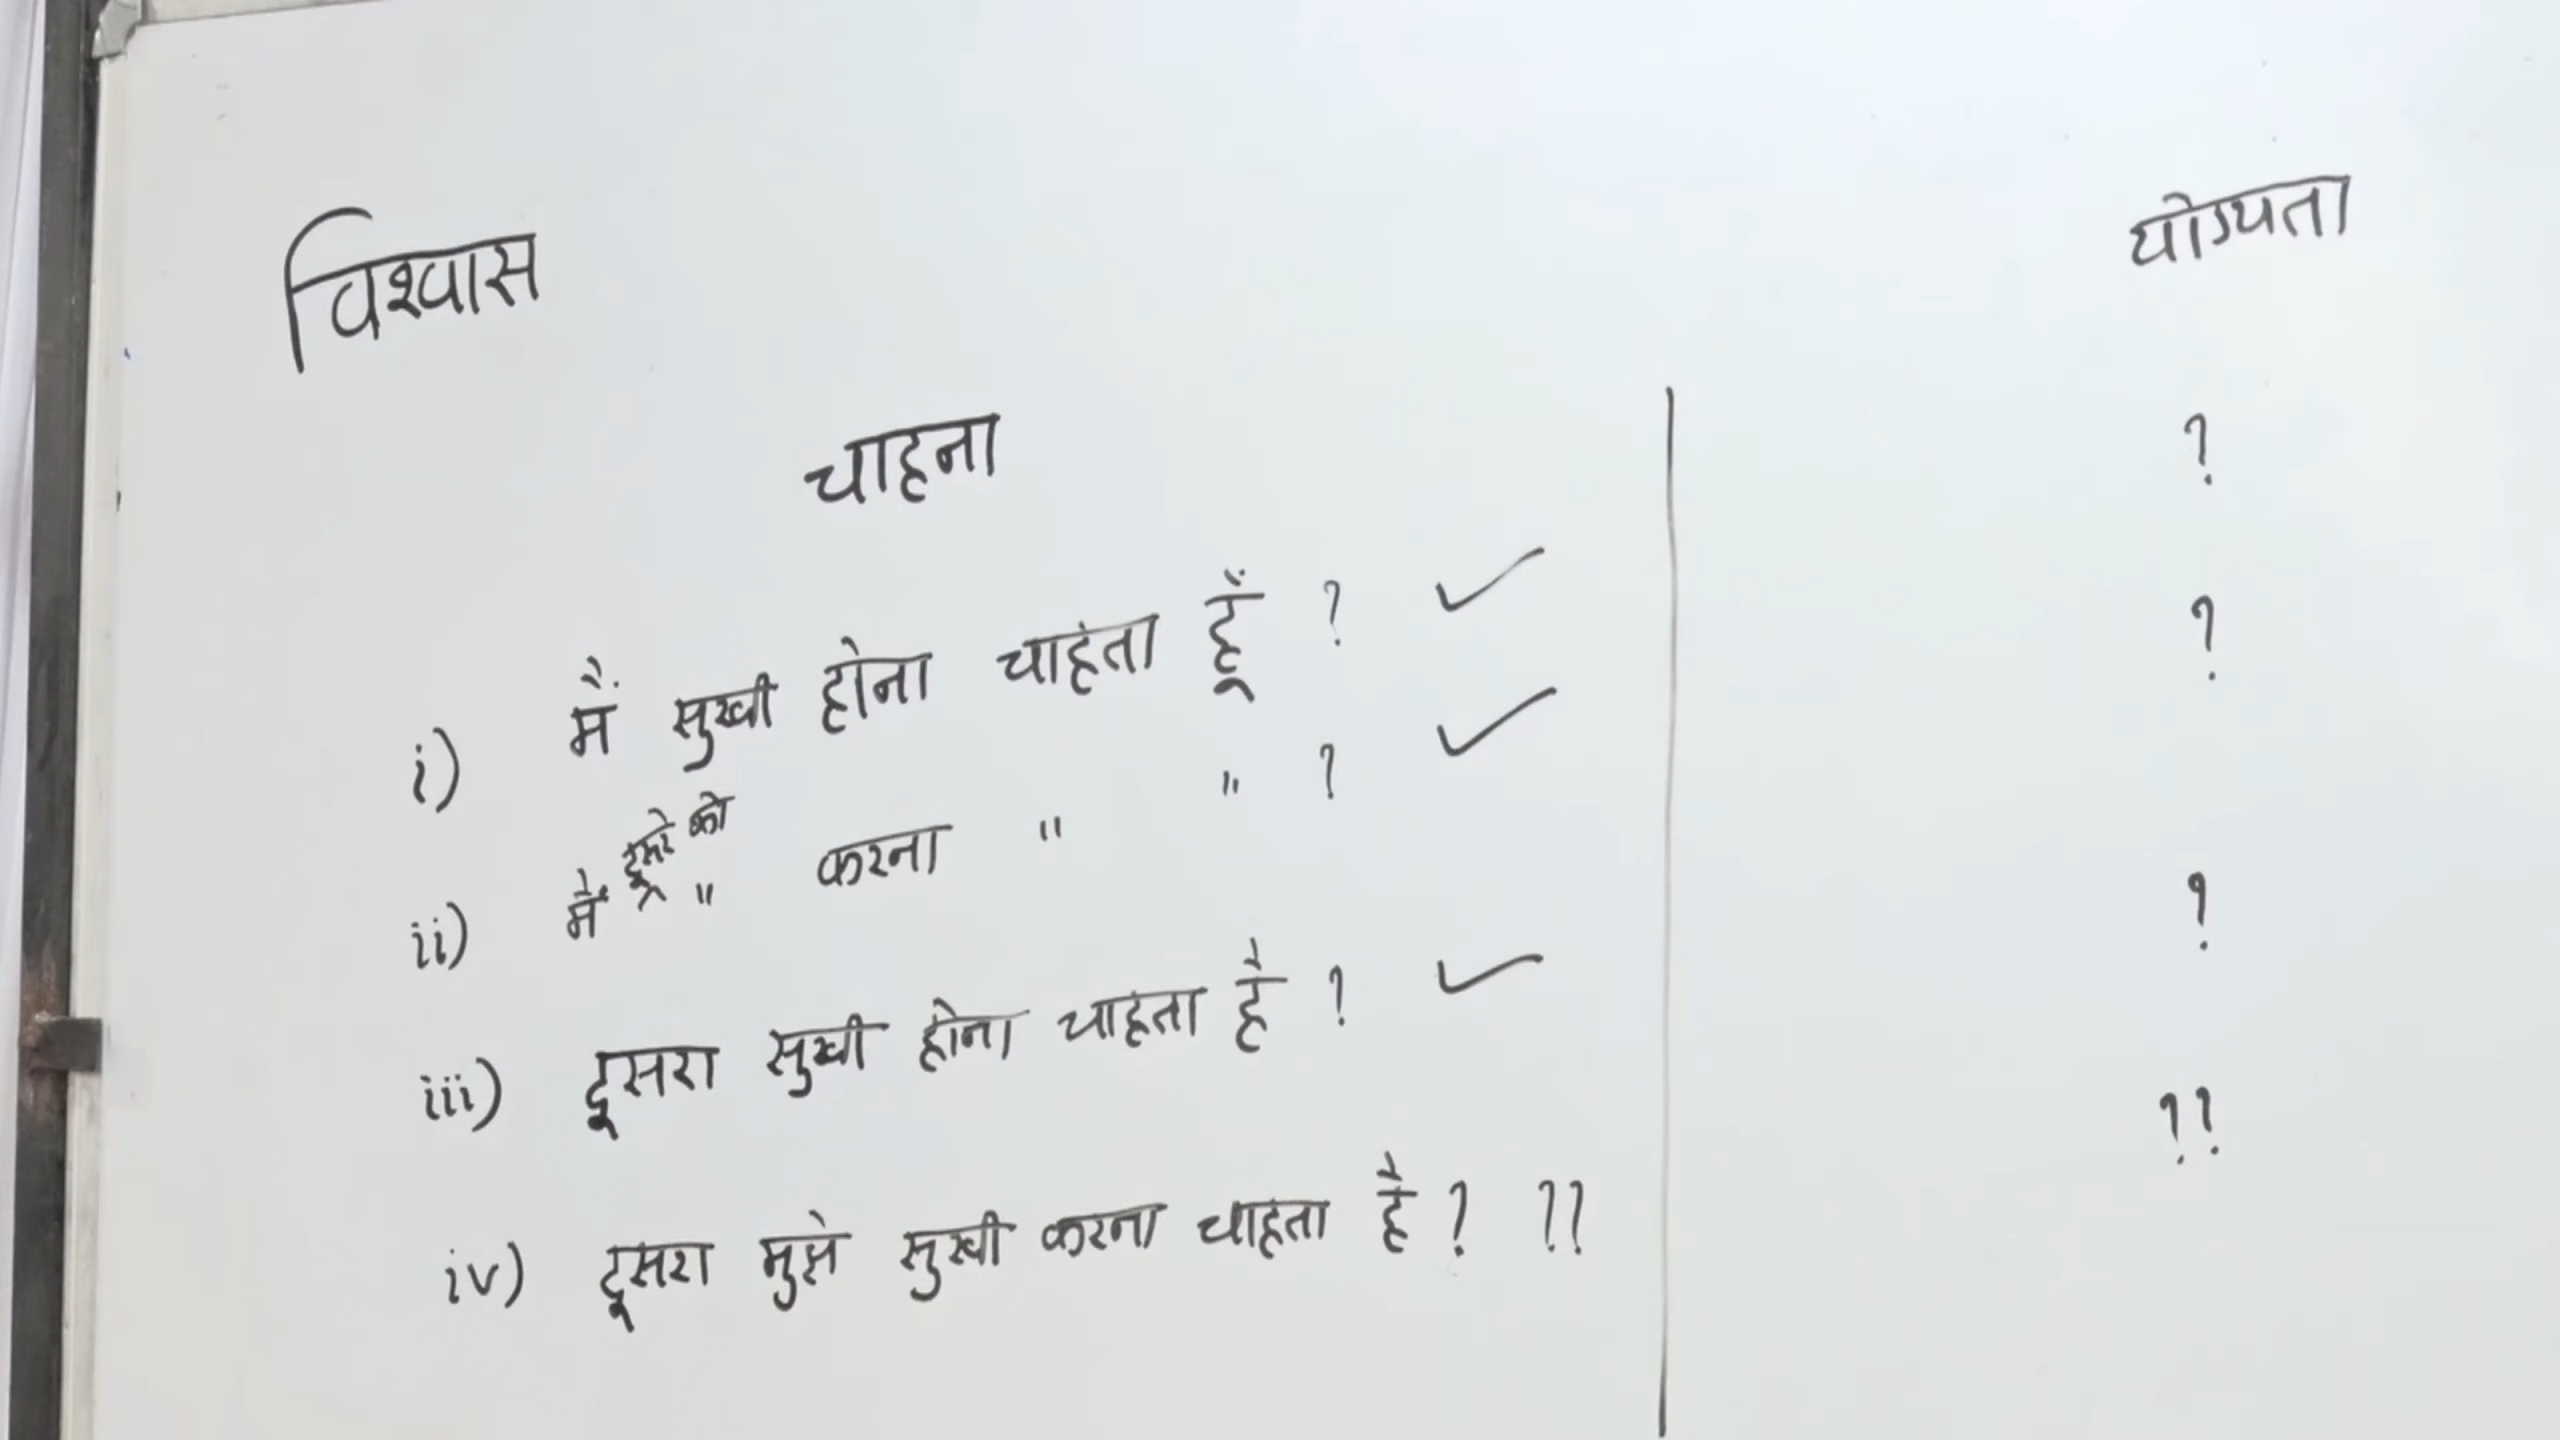 विश्वास
योग्यता
चाहना
?
i) मैं सुखी होना चाहता हूँ ? ✓
?
दूसरे को
ii) मैं ^ " करना " " ? ✓
?
iii) दूसरा सुखी होना चाहता है ? ✓
??
iv) दूसरा मुझे सुखी करना चाहता है ? ??